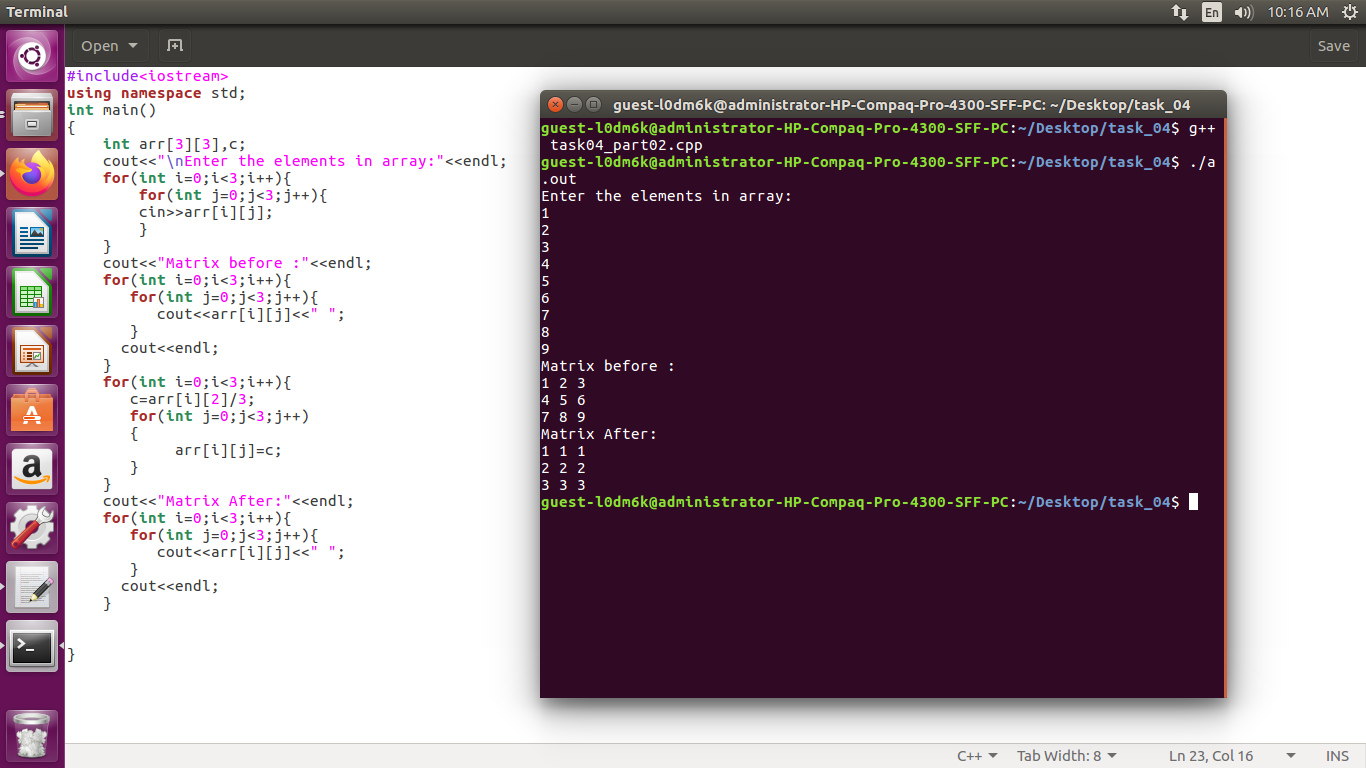 Terminal
En
10:16 AM
Open
Save
#include<iostream>
using namespace std;
int main()
{
    int arr[3][3],c;
    cout<<"\nEnter the elements in array:"<<endl;
    for(int i=0;i<3;i++){
        for(int j=0;j<3;j++){
        cin>>arr[i][j];
        }
    }
    cout<<"Matrix before :"<<endl;
    for(int i=0;i<3;i++){
       for(int j=0;j<3;j++){
          cout<<arr[i][j]<<" ";
       }
      cout<<endl;
    }
    for(int i=0;i<3;i++){
       c=arr[i][2]/3;
       for(int j=0;j<3;j++)
       {
            arr[i][j]=c;
       }
    }
    cout<<"Matrix After:"<<endl;
    for(int i=0;i<3;i++){
       for(int j=0;j<3;j++){
          cout<<arr[i][j]<<" ";
       }
      cout<<endl;
    }
}
guest-l0dm6k@administrator-HP-Compaq-Pro-4300-SFF-PC: ~/Desktop/task_04
guest-l0dm6k@administrator-HP-Compaq-Pro-4300-SFF-PC:~/Desktop/task_04$ g++
 task04_part02.cpp
guest-l0dm6k@administrator-HP-Compaq-Pro-4300-SFF-PC:~/Desktop/task_04$ ./a
.out
Enter the elements in array:
1
2
3
4
5
6
7
8
9
Matrix before :
1 2 3
4 5 6
7 8 9
Matrix After:
1 1 1
2 2 2
3 3 3
guest-l0dm6k@administrator-HP-Compaq-Pro-4300-SFF-PC:~/Desktop/task_04$
C++
Tab Width: 8
Ln 23, Col 16
INS